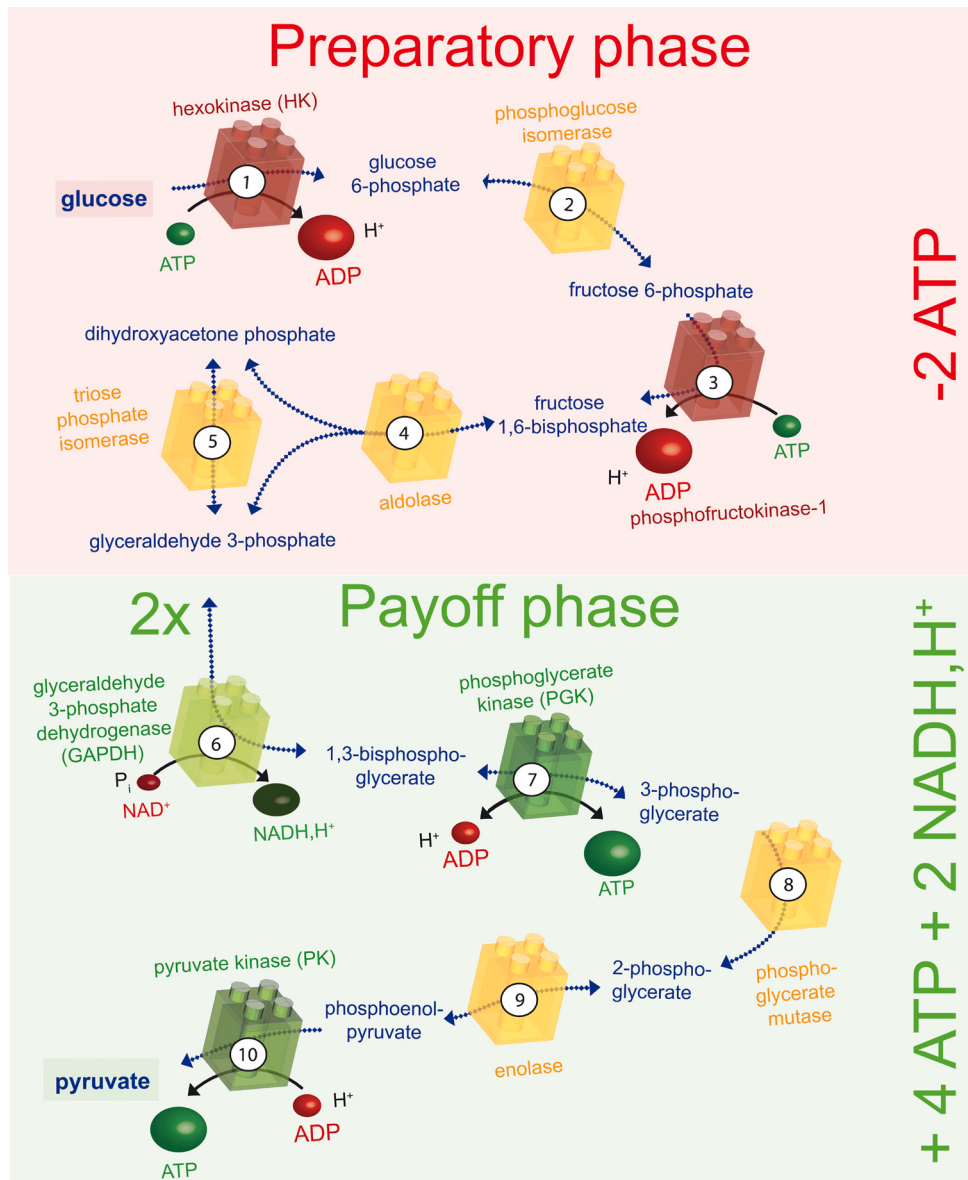 Preparatory phase
hexokinase (HK)
phosphoglucose
isomerase
glucose
6-phosphate
1
2
glucose
H⁺
ATP
ADP
fructose 6-phosphate
-2 ATP
dihydroxyacetone phosphate
3
triose
phosphate
isomerase
fructose
1,6-bisphosphate
4
5
ATP
H⁺
ADP
aldolase
phosphofructokinase-1
glyceraldehyde 3-phosphate
2x
Payoff phase
glyceraldehyde
3-phosphate
dehydrogenase
(GAPDH)
phosphoglycerate
kinase (PGK)
6
1,3-bisphospho-
glycerate
7
Pi
NAD⁺
3-phospho-
glycerate
NADH,H⁺
H⁺
ADP
ATP
8
+ 4 ATP + 2 NADH,H⁺
pyruvate kinase (PK)
2-phospho-
glycerate
phospho-
glycerate
mutase
9
phosphoenol-
pyruvate
10
enolase
pyruvate
H⁺
ADP
ATP